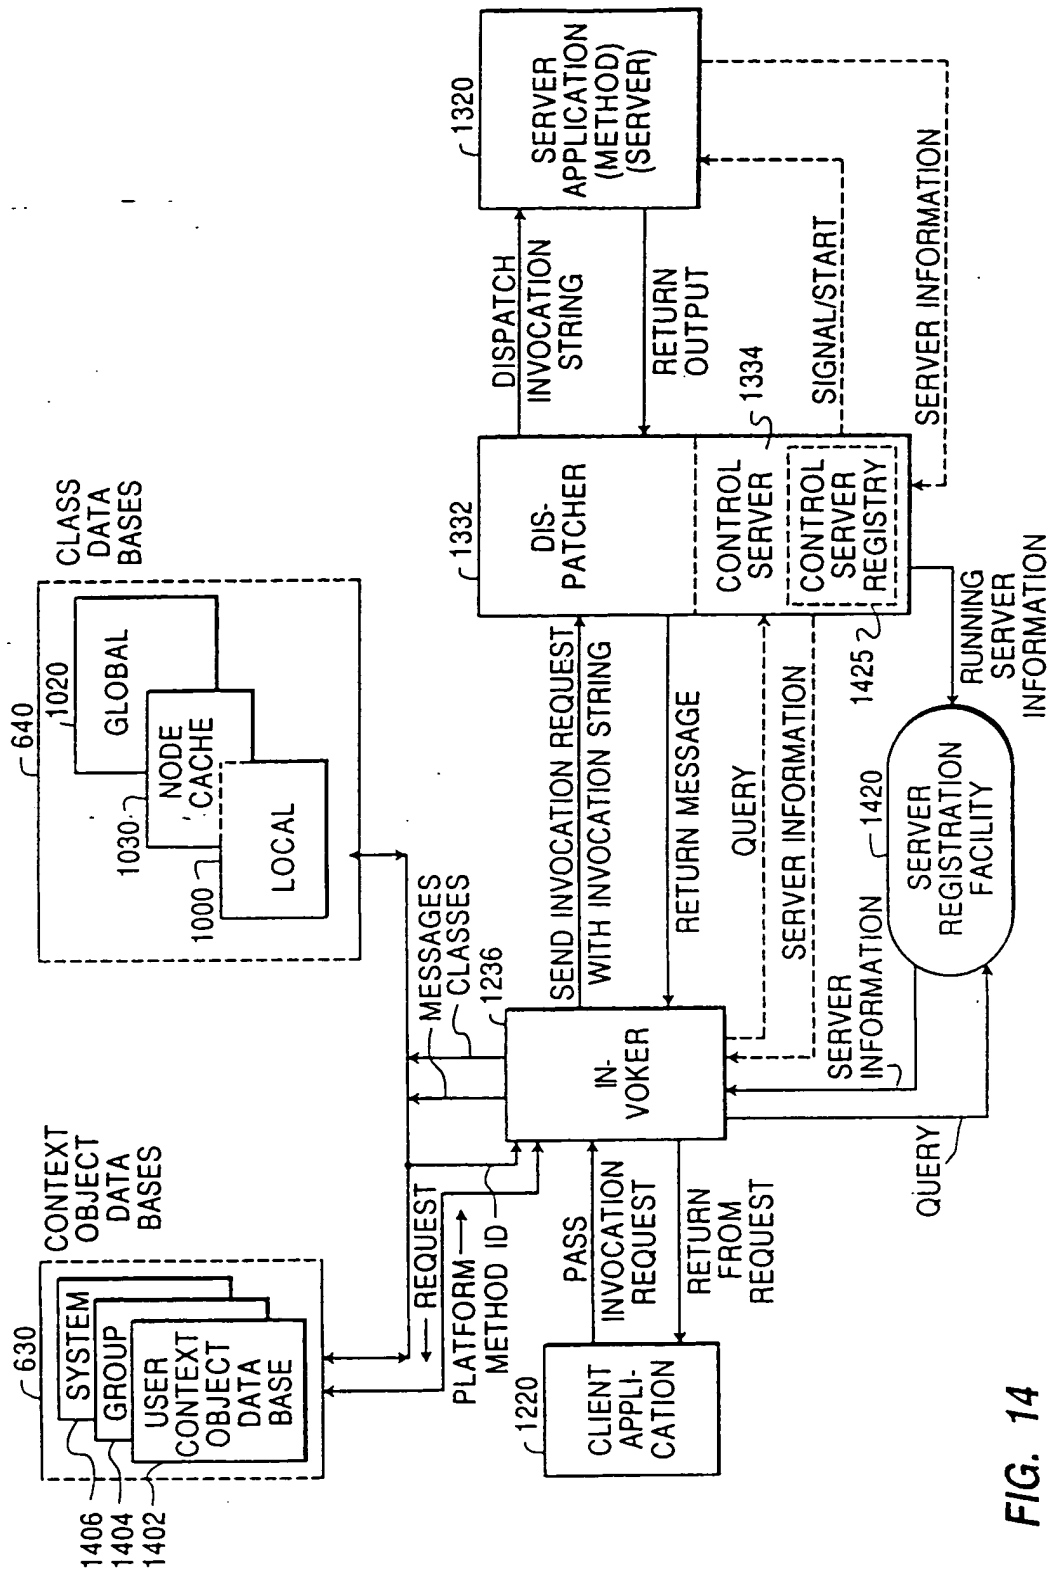 CONTEXT
OBJECT
DATA
BASES
630
SYSTEM
GROUP
USER
CONTEXT
OBJECT
DATA
BASE
1406
1404
1402
CLASS
DATA
BASES
640
1020
GLOBAL
1030
NODE
CACHE
1000
LOCAL
MESSAGES
CLASSES
1236
REQUEST
PLATFORM
METHOD ID
1220
CLIENT
APPLI-
CATION
PASS
INVOCATION
REQUEST
RETURN
FROM
REQUEST
IN-
VOKER
SEND INVOCATION REQUEST
WITH INVOCATION STRING
RETURN MESSAGE
QUERY
SERVER INFORMATION
SERVER
INFORMATION
QUERY
1332
DIS-
PATCHER
CONTROL
SERVER
1334
CONTROL
SERVER
REGISTRY
1425
DISPATCH
INVOCATION
STRING
RETURN
OUTPUT
1320
SERVER
APPLICATION
(METHOD)
(SERVER)
SIGNAL/START
SERVER INFORMATION
1420
SERVER
REGISTRATION
FACILITY
RUNNING
SERVER
INFORMATION
FIG. 14